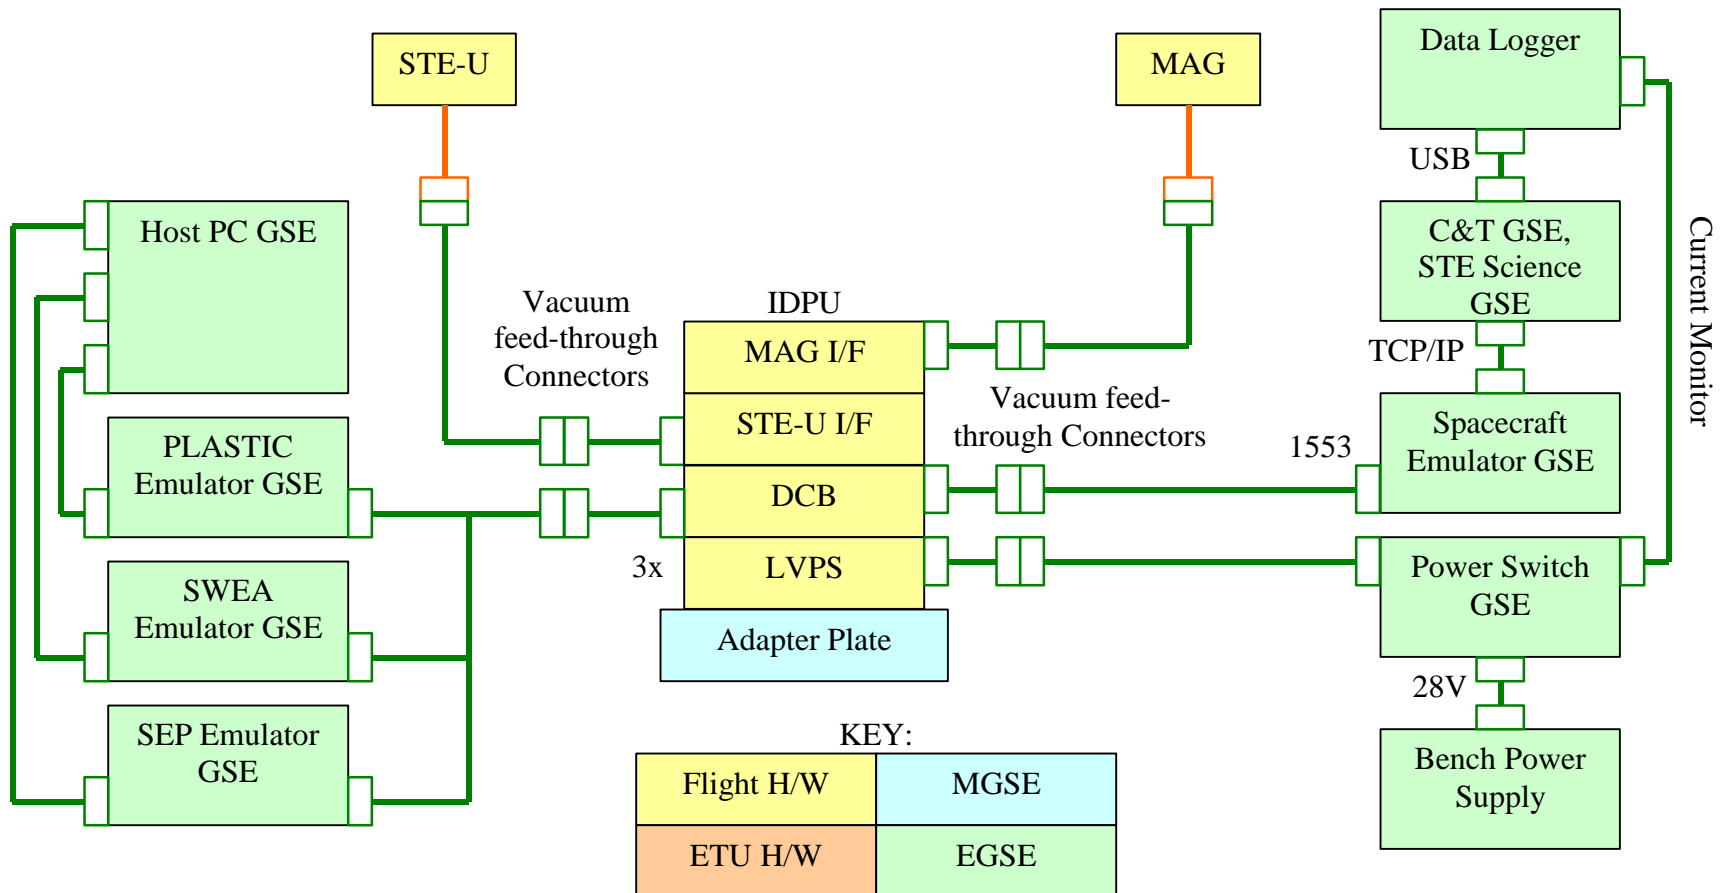 STE-U
MAG
Data Logger
USB
Host PC GSE
C&T GSE,
STE Science
GSE
Current Monitor
Vacuum
feed-through
Connectors
IDPU
MAG I/F
TCP/IP
STE-U I/F
Vacuum feed-
through Connectors
1553
Spacecraft
Emulator GSE
PLASTIC
Emulator GSE
DCB
3x
LVPS
Power Switch
GSE
SWEA
Emulator GSE
Adapter Plate
28V
SEP Emulator
GSE
KEY:
Bench Power
Supply
Flight H/W
MGSE
ETU H/W
EGSE